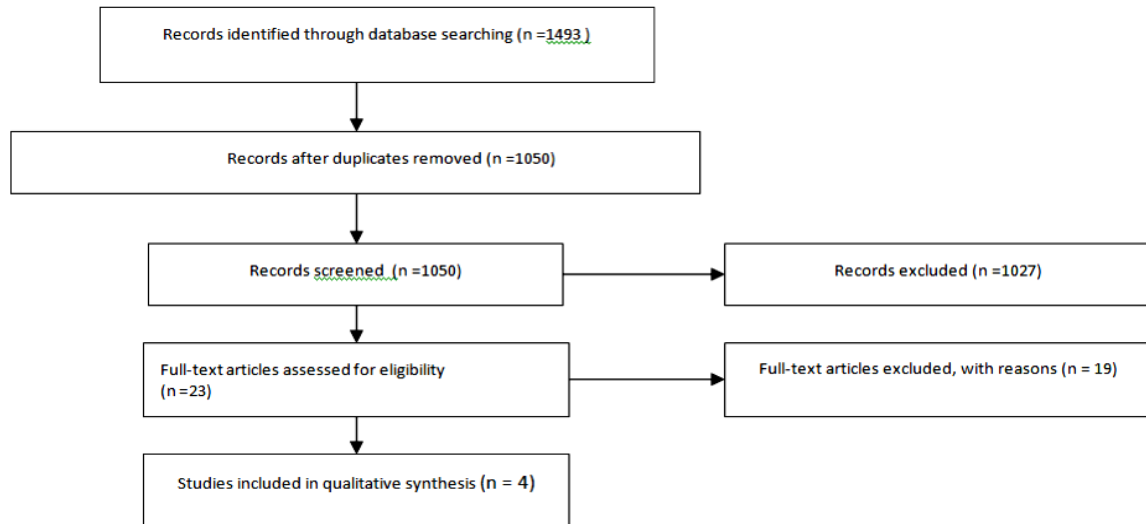 Records identified through database searching (n =1493 )
Records after duplicates removed (n =1050)
Records screened  (n =1050)
Records excluded (n =1027)
Full-text articles assessed for eligibility
(n =23)
Full-text articles excluded, with reasons (n = 19)
Studies included in qualitative synthesis (n = 4)